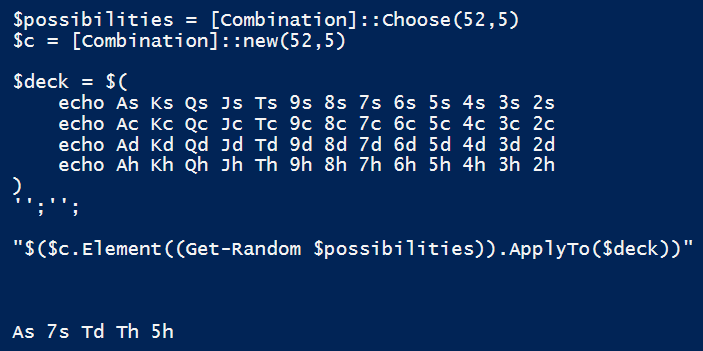 $possibilities = [Combination]::Choose(52,5)
$c = [Combination]::new(52,5)
$deck = $(
    echo As Ks Qs Js Ts 9s 8s 7s 6s 5s 4s 3s 2s
    echo Ac Kc Qc Jc Tc 9c 8c 7c 6c 5c 4c 3c 2c
    echo Ad Kd Qd Jd Td 9d 8d 7d 6d 5d 4d 3d 2d
    echo Ah Kh Qh Jh Th 9h 8h 7h 6h 5h 4h 3h 2h
)
'';'';
"$($c.Element((Get-Random $possibilities)).ApplyTo($deck))"
As 7s Td Th 5h